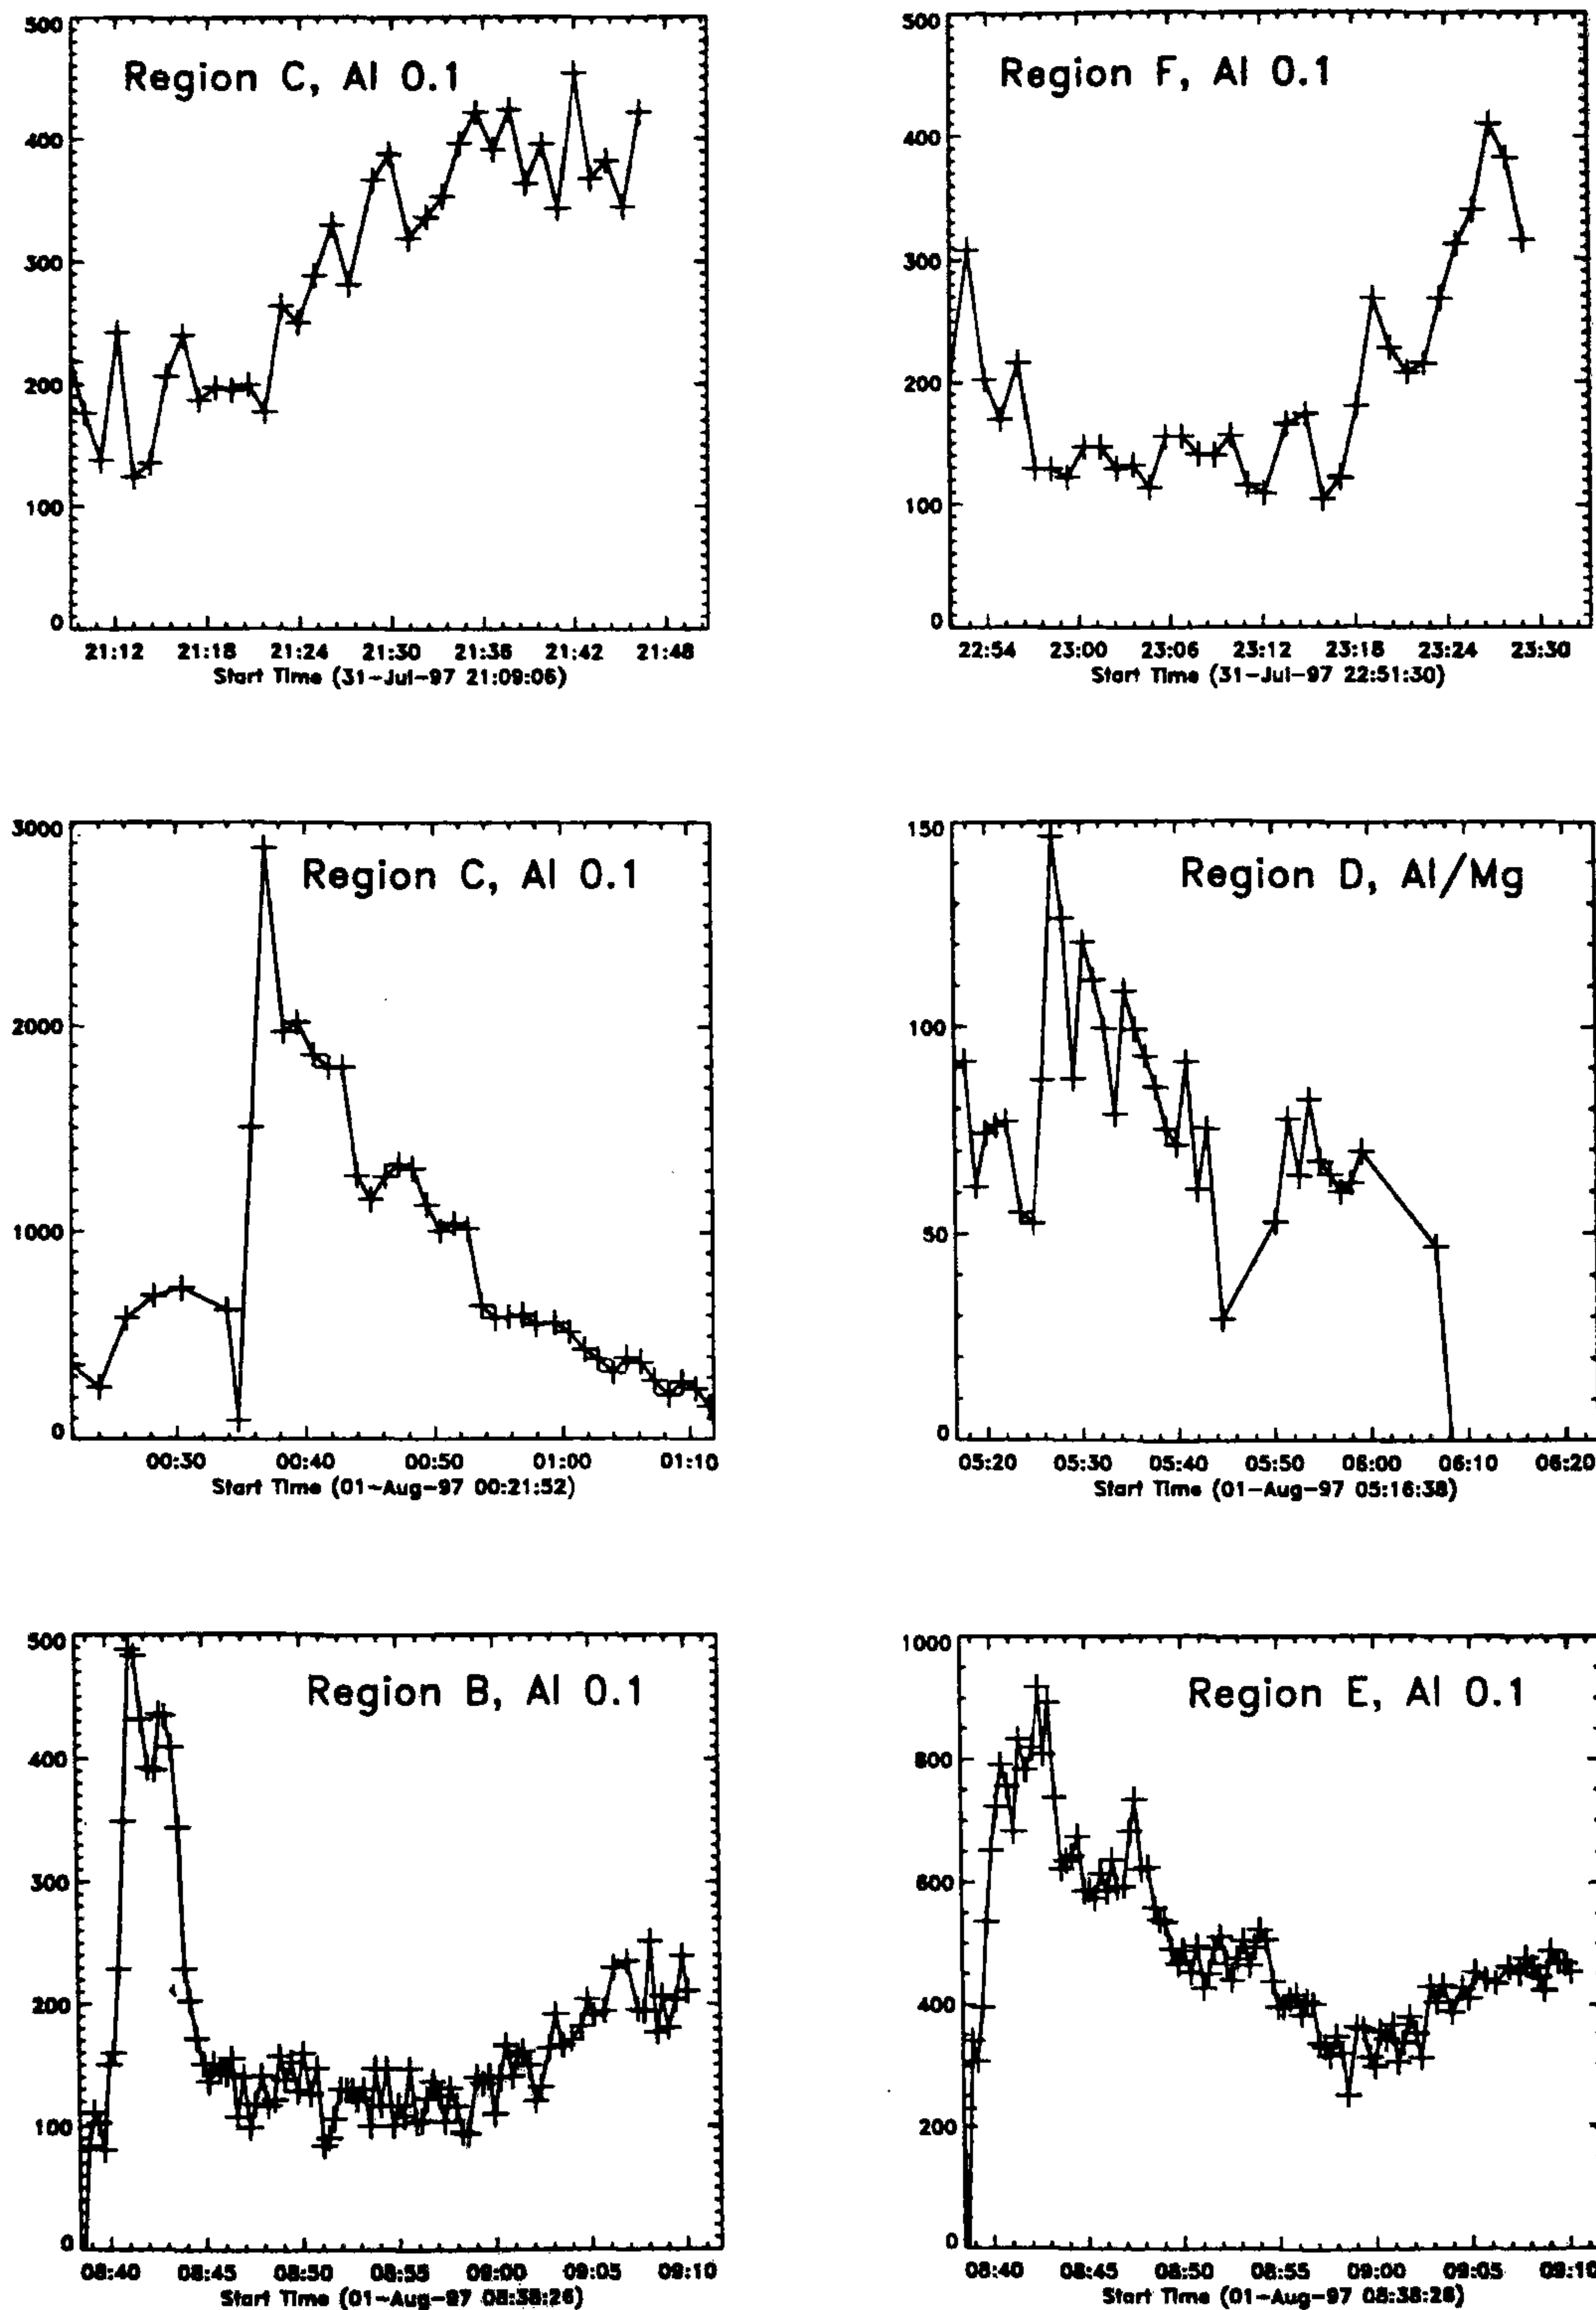 500
Region C, Al 0.1
400
300
200
100
0
21:12 21:18 21:24 21:30 21:36 21:42 21:48
Start Time (31-Jul-97 21:09:06)
500
Region F, Al 0.1
400
300
200
100
0
22:54 23:00 23:06 23:12 23:18 23:24 23:30
Start Time (31-Jul-97 22:51:30)
3000
Region C, Al 0.1
2000
1000
0
00:30 00:40 00:50 01:00 01:10
Start Time (01-Aug-97 00:21:52)
150
Region D, Al/Mg
100
50
0
05:20 05:30 05:40 05:50 06:00 06:10 06:20
Start Time (01-Aug-97 05:16:38)
500
Region B, Al 0.1
400
300
200
100
0
08:40 08:45 08:50 08:55 09:00 09:05 09:10
Start Time (01-Aug-97 08:38:26)
1000
Region E, Al 0.1
800
600
400
200
0
08:40 08:45 08:50 08:55 09:00 09:05 09:10
Start Time (01-Aug-97 08:38:26)